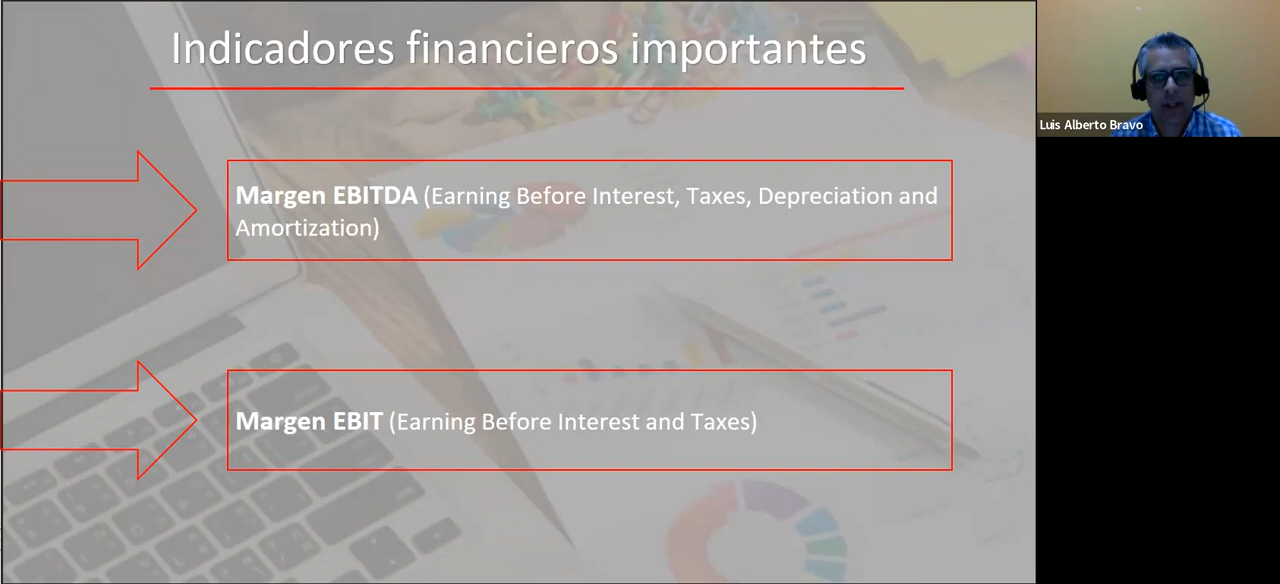 Indicadores financieros importantes
Margen EBITDA (Earning Before Interest, Taxes, Depreciation and
Amortization)
Margen EBIT (Earning Before Interest and Taxes)
Luis Alberto Bravo